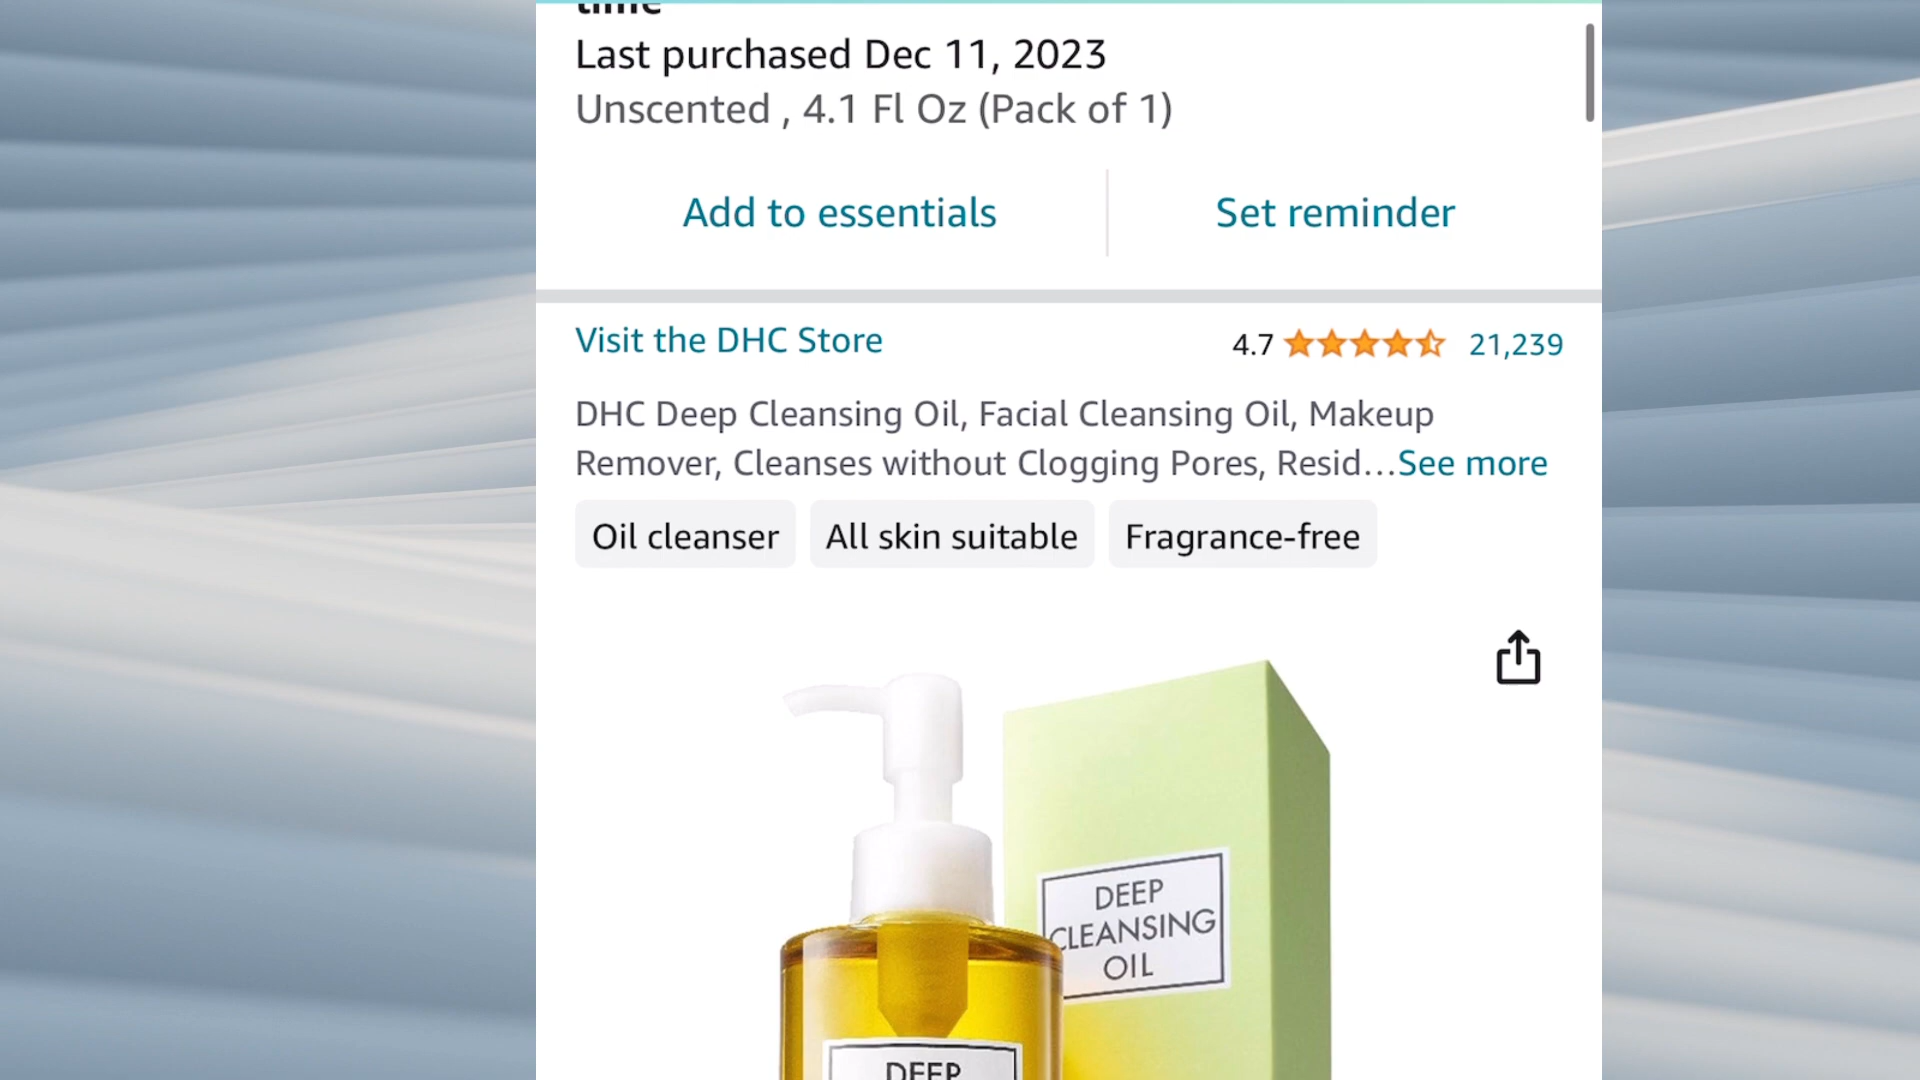 Last purchased Dec 11, 2023
Unscented , 4.1 Fl Oz (Pack of 1)
Add to essentials
Set reminder
Visit the DHC Store
4.7
21,239
DHC Deep Cleansing Oil, Facial Cleansing Oil, Makeup
Remover, Cleanses without Clogging Pores, Resid...See more
Oil cleanser
All skin suitable
Fragrance-free
DEEP
CLEANSING
OIL
DEEP